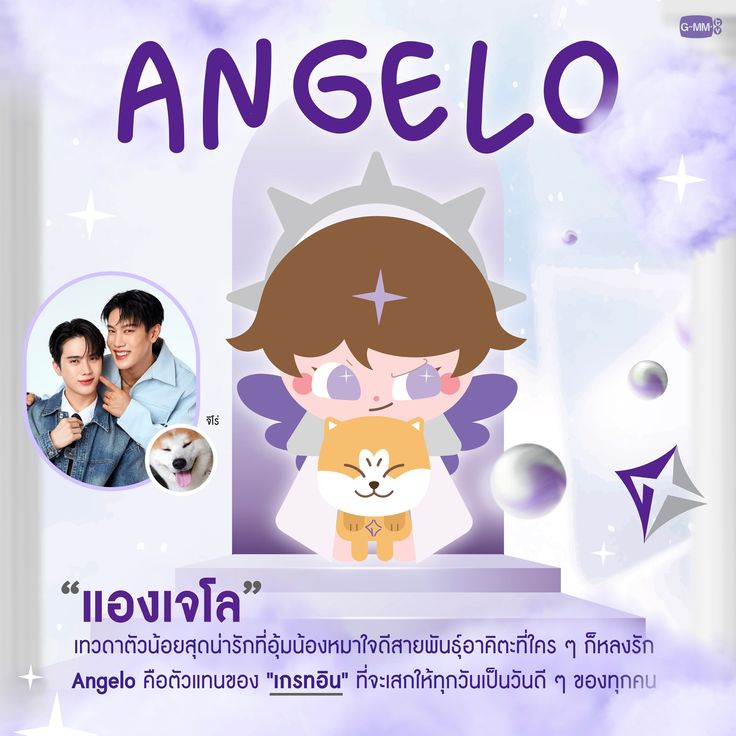 G-MM-TV
ANGELO
จิโร่
“แองเจโล”
เทวดาตัวน้อยสุดน่ารักที่อุ้มน้องหมาใจดีสายพันธุ์อาคิตะที่ใคร ๆ ก็หลงรัก
Angelo คือตัวแทนของ "เกรทอิน" ที่จะเสกให้ทุกวันเป็นวันดี ๆ ของทุกคน